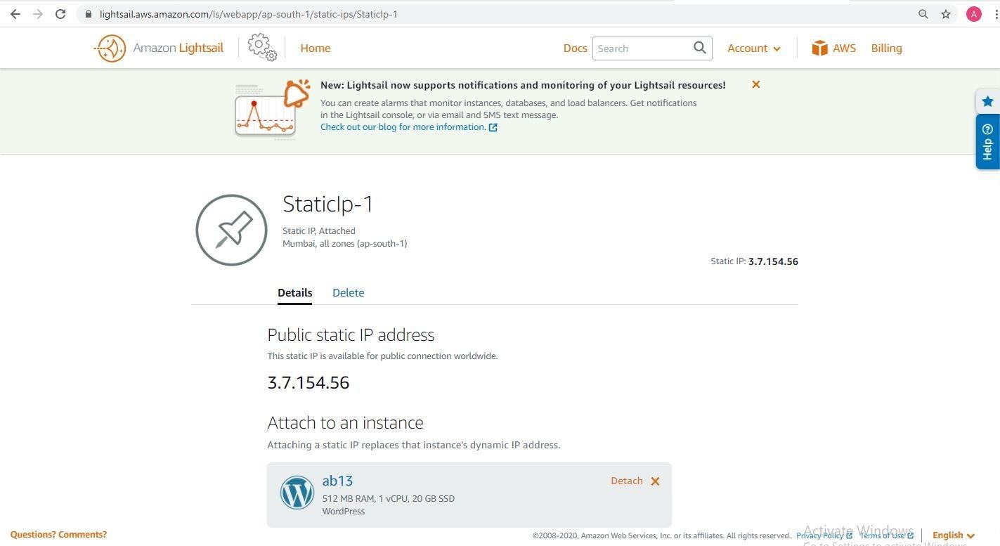 lightsail.aws.amazon.com/ls/webapp/ap-south-1/static-ips/StaticIp-1
A
Amazon Lightsail
Home
Docs
Search
Account
AWS
Billing
New: Lightsail now supports notifications and monitoring of your Lightsail resources!
You can create alarms that monitor instances, databases, and load balancers. Get notifications
in the Lightsail console, or via email and SMS text message.
Check out our blog for more information.
Help
StaticIp-1
Static IP, Attached
Mumbai, all zones (ap-south-1)
Static IP: 3.7.154.56
Details
Delete
Public static IP address
This static IP is available for public connection worldwide.
3.7.154.56
Attach to an instance
Attaching a static IP replaces that instance's dynamic IP address.
ab13
Detach
512 MB RAM, 1 vCPU, 20 GB SSD
WordPress
Activate Windows
Questions? Comments?
©2008-2020, Amazon Web Services, Inc. or its affiliates. All rights reserved.
Privacy Policy
Terms of Use
English
Go to Settings to activate Windows.